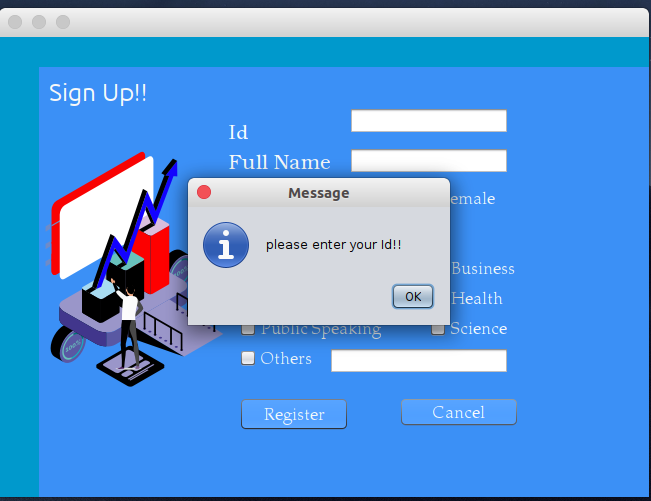 Sign Up!!
Id
Full Name
Message
emale
please enter your Id!!
Business
OK
Health
Public Speaking
Science
Others
Register
Cancel